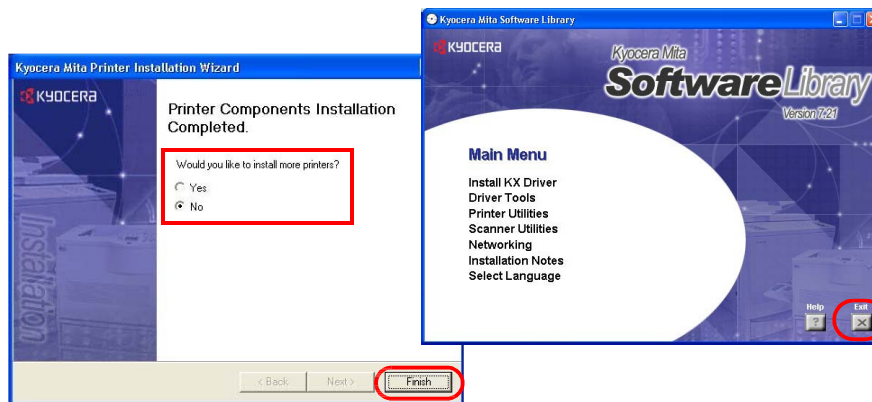 Kyocera Mita Printer Installation Wizard
KYOCERA
Printer Components Installation
Completed.
Would you like to install more printers?
Yes
No
Installation
< Back
Next >
Finish
Kyocera Mita Software Library
KYOCERA
Kyocera Mita
Software Library
Version 7.21
Main Menu
Install KX Driver
Driver Tools
Printer Utilities
Scanner Utilities
Networking
Installation Notes
Select Language
Help
Exit
?